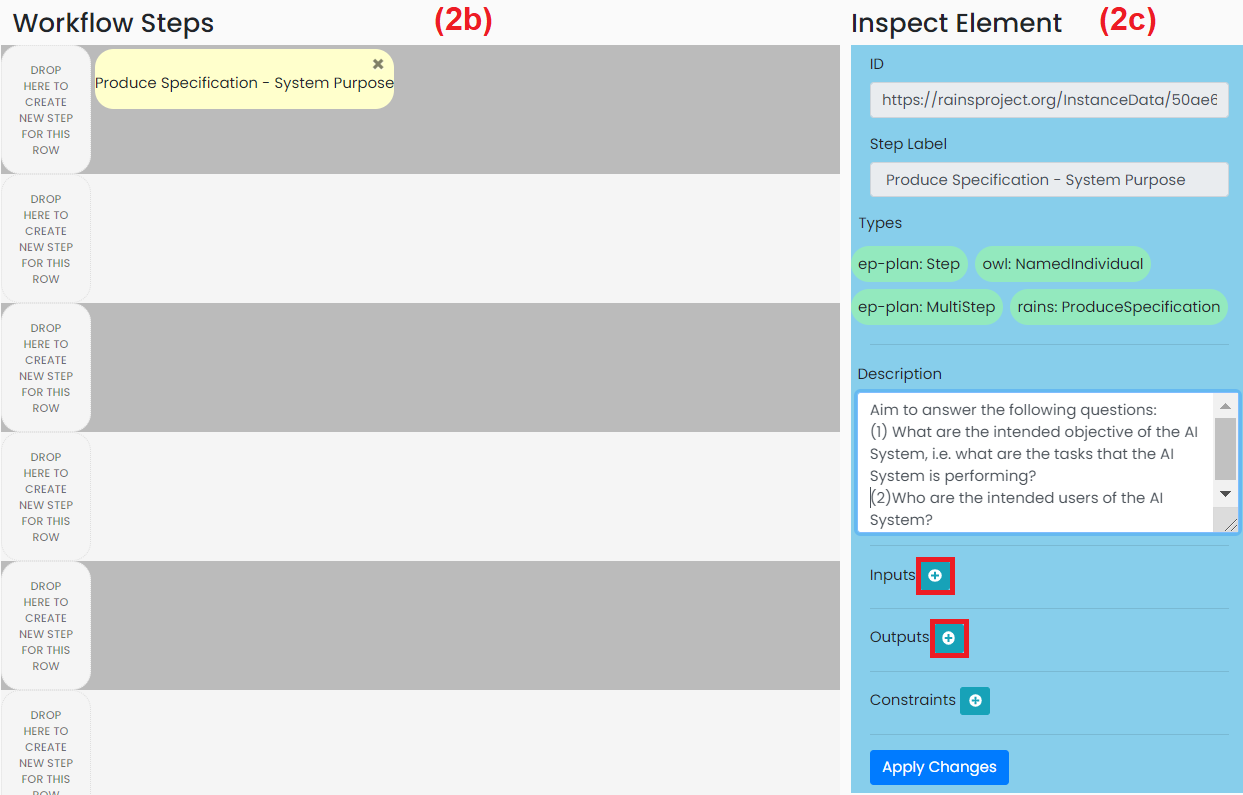 Workflow Steps
(2b)
DROP
HERE TO
CREATE
NEW STEP
FOR THIS
ROW
Produce Specification - System Purpose
DROP
HERE TO
CREATE
NEW STEP
FOR THIS
ROW
DROP
HERE TO
CREATE
NEW STEP
FOR THIS
ROW
DROP
HERE TO
CREATE
NEW STEP
FOR THIS
ROW
DROP
HERE TO
CREATE
NEW STEP
FOR THIS
ROW
DROP
HERE TO
CREATE
NEW STEP
FOR THIS
ROW
Inspect Element
(2c)
ID
https://rainsproject.org/InstanceData/50ae6
Step Label
Produce Specification - System Purpose
Types
ep-plan: Step
owl: NamedIndividual
ep-plan: MultiStep
rains: ProduceSpecification
Description
Aim to answer the following questions:
(1) What are the intended objective of the AI
System, i.e. what are the tasks that the AI
System is performing?
(2)Who are the intended users of the AI
System?
Inputs
Outputs
Constraints
Apply Changes